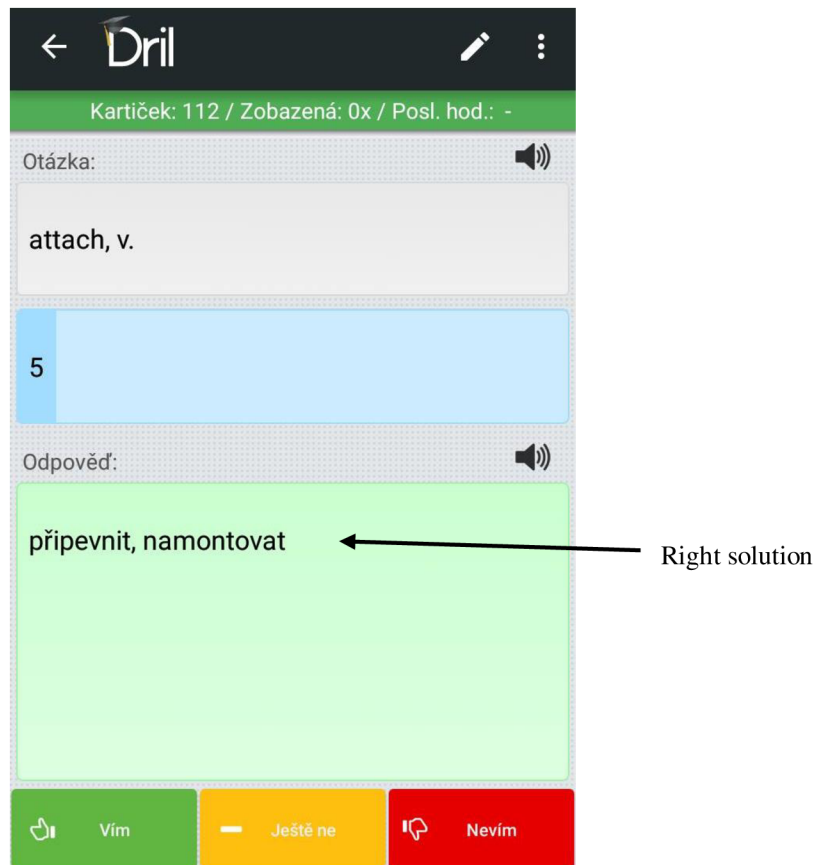 Dril
Kartiček: 112 / Zobazená: 0x / Posl. hod.: -
Otázka:
attach, v.
5
Odpověď:
připevnit, namontovat
Right solution
Vím
Ještě ne
Nevím